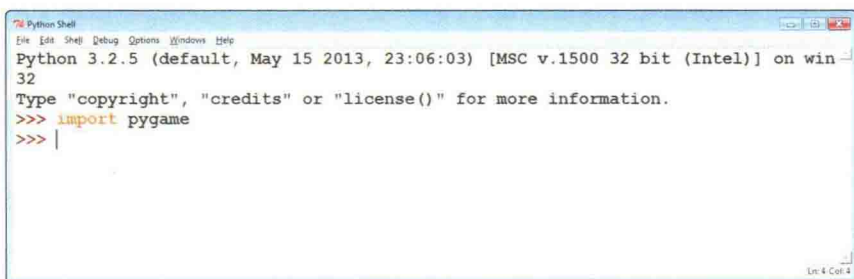 Python Shell
File Edit Shell Debug Options Windows Help
Python 3.2.5 (default, May 15 2013, 23:06:03) [MSC v.1500 32 bit (Intel)] on win
32
Type "copyright", "credits" or "license()" for more information.
>>> import pygame
>>>
Ln: 4 Col: 4